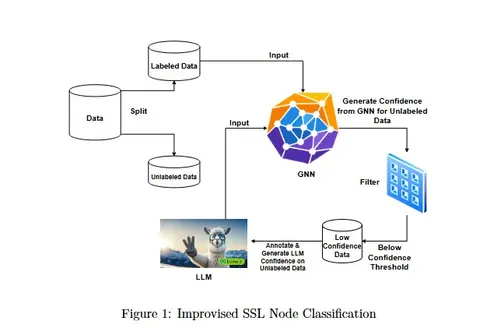 Input
Labeled Data
Data
Split
Input
Generate Confidence
from GNN for Unlabeled
Data
GNN
Unlabeled Data
Filter
LLM
Annotate &
Generate LLM
Confidence on
Unlabeled Data
Low
Confidence
Data
Below
Confidence
Threshold
Figure 1: Improvised SSL Node Classification